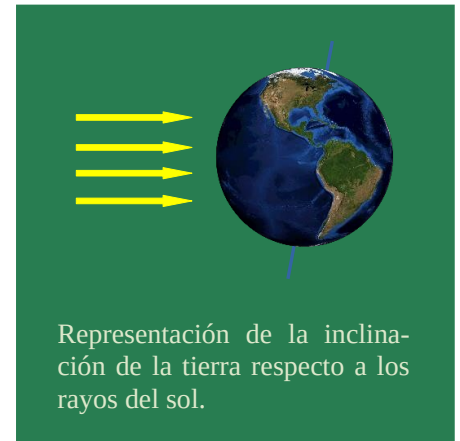 Representación de la inclina-
ción de la tierra respecto a los
rayos del sol.